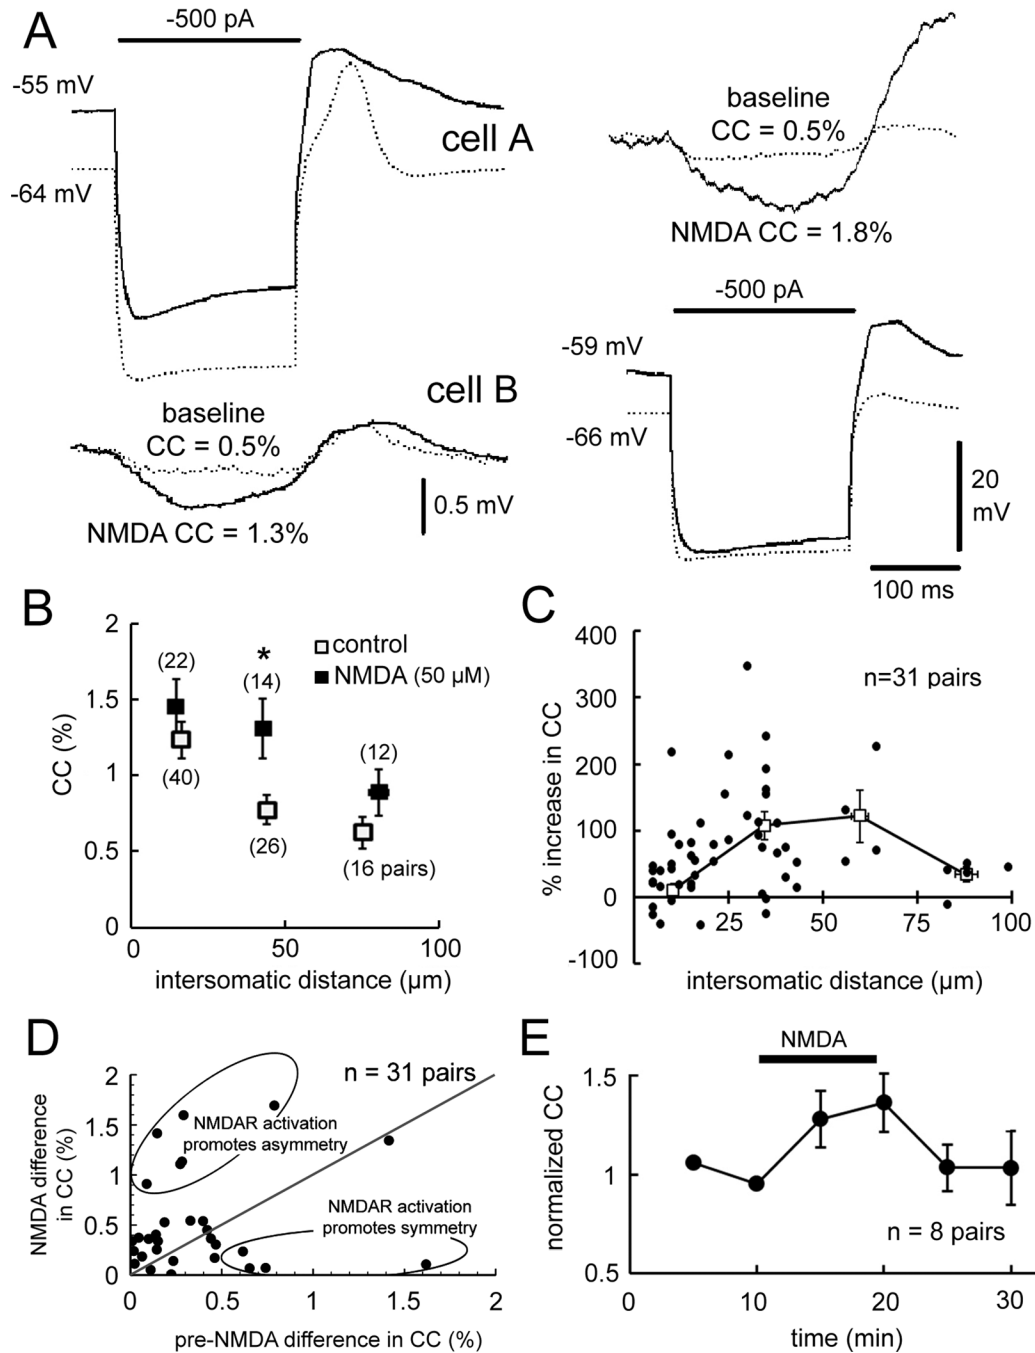 A
-500 pA
-55 mV
-64 mV
cell A
baseline
CC = 0.5%
NMDA CC = 1.8%
-500 pA
-59 mV
-66 mV
20
mV
100 ms
cell B
baseline
CC = 0.5%
NMDA CC = 1.3%
0.5 mV
B
2
1.5
1
0.5
0
CC (%)
(22)
(40)
*
(14)
(26)
(12)
(16 pairs)
control
NMDA (50 µM)
0
50
100
intersomatic distance (µm)
C
400
300
200
100
0
-100
% increase in CC
n=31 pairs
25
50
75
100
intersomatic distance (µm)
D
2
1.5
1
0.5
0
NMDA difference
in CC (%)
n = 31 pairs
NMDAR activation
promotes asymmetry
NMDAR activation
promotes symmetry
0
0.5
1
1.5
2
pre-NMDA difference in CC (%)
E
NMDA
1.5
1
0.5
normalized CC
n = 8 pairs
0
10
20
30
time (min)